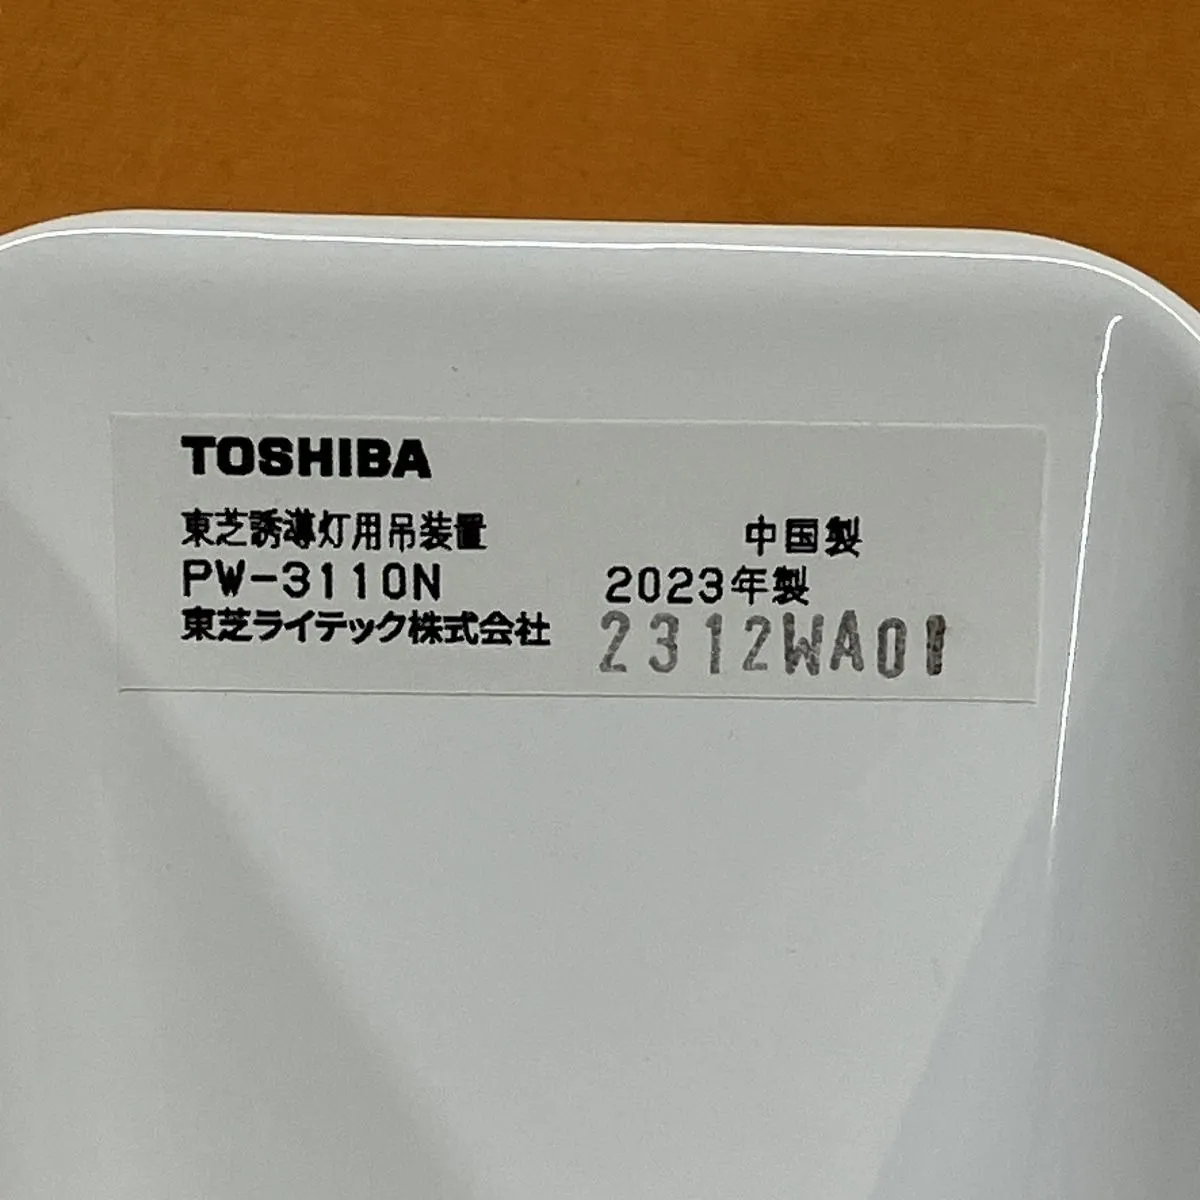 TOSHIBA
東芝誘導灯用吊装置 中国製
PW-3110N 2023年製
東芝ライテック株式会社 2312WA01